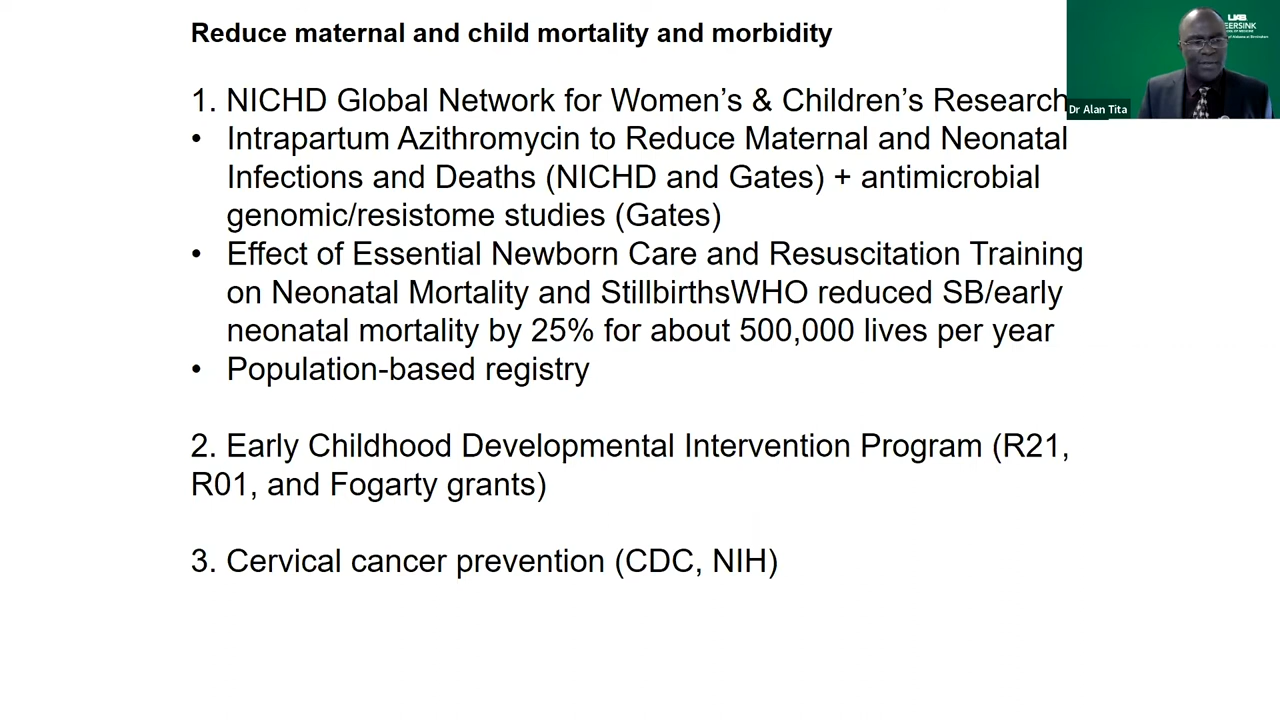 Reduce maternal and child mortality and morbidity
1. NICHD Global Network for Women’s & Children’s Research
• Intrapartum Azithromycin to Reduce Maternal and Neonatal
Infections and Deaths (NICHD and Gates) + antimicrobial
genomic/resistome studies (Gates)
• Effect of Essential Newborn Care and Resuscitation Training
on Neonatal Mortality and StillbirthsWHO reduced SB/early
neonatal mortality by 25% for about 500,000 lives per year
• Population-based registry
2. Early Childhood Developmental Intervention Program (R21,
R01, and Fogarty grants)
3. Cervical cancer prevention (CDC, NIH)
UAB
EERSINK
Dr Alan Tita